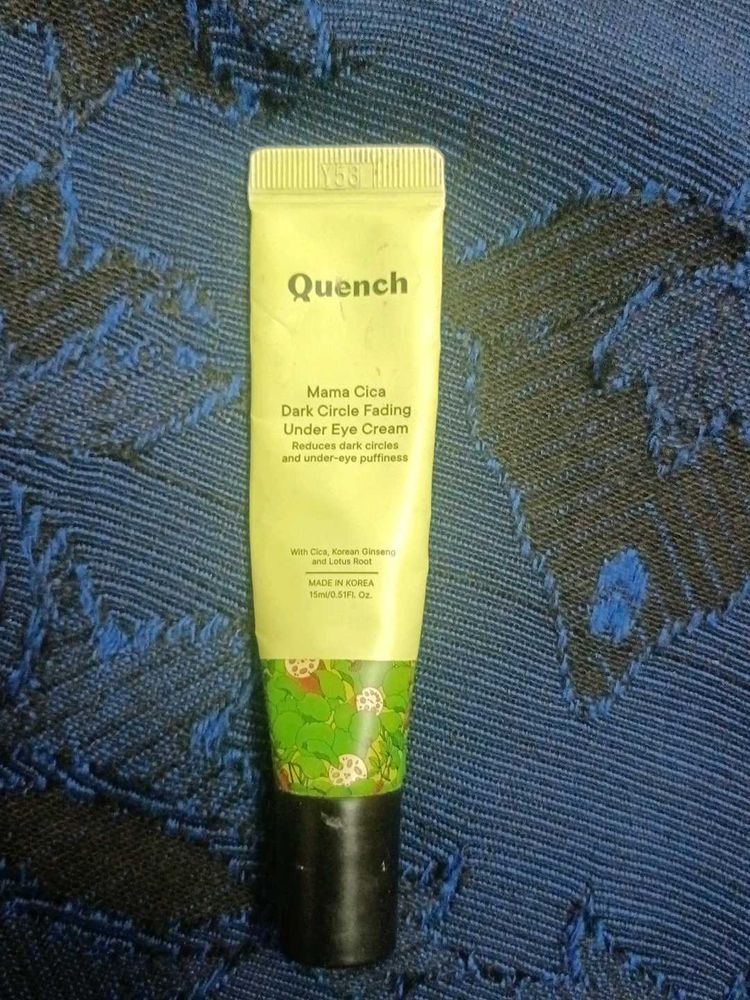 Y53
Quench
Mama Cica
Dark Circle Fading
Under Eye Cream
Reduces dark circles
and under-eye puffiness
With Cica, Korean Ginseng
and Lotus Root
MADE IN KOREA
15ml/0.51Fl. Oz.